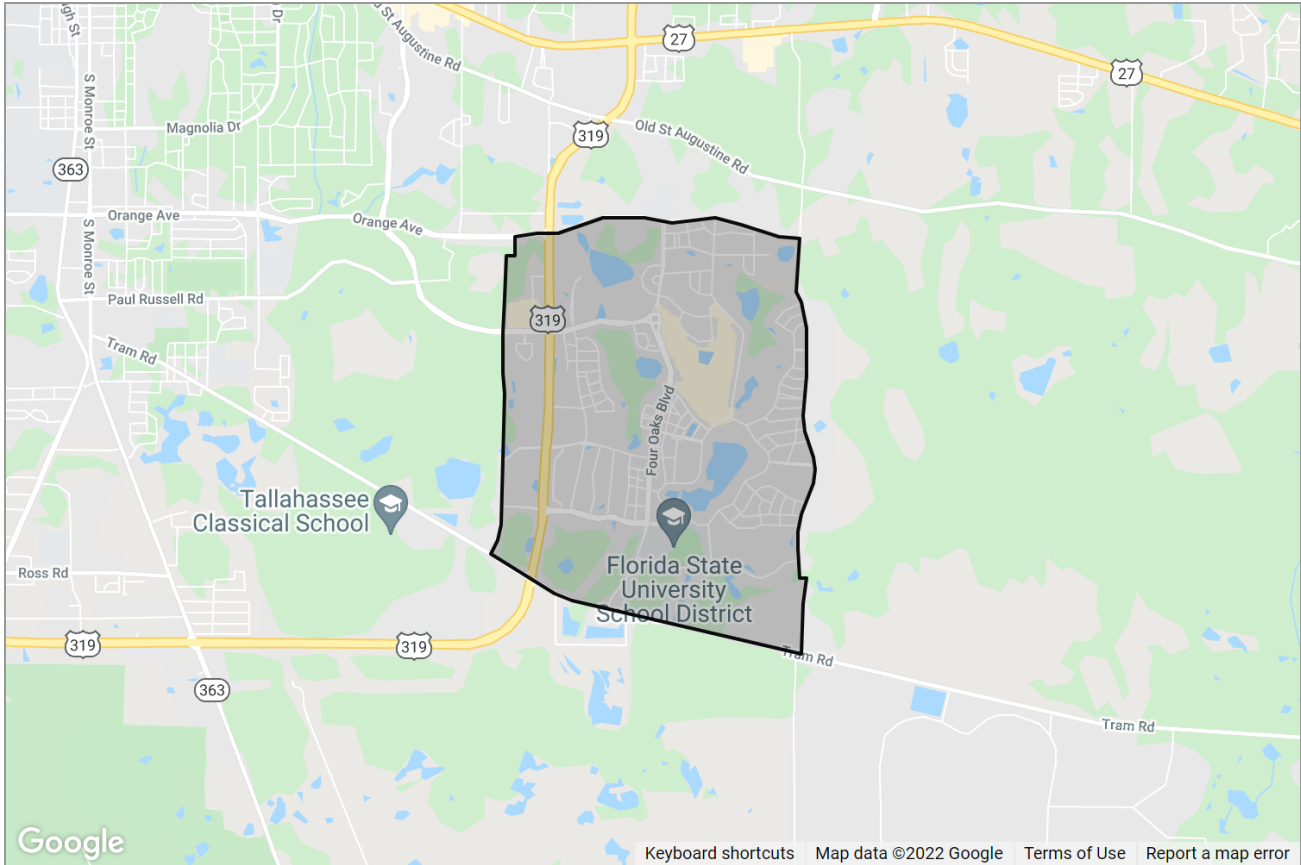 ugh St
Dr
d St Augustine Rd
27
27
S Monroe St
Magnolia Dr
319
Old St Augustine Rd
363
Orange Ave
Orange Ave
S Monroe St
Paul Russell Rd
319
Tram Rd
Four Oaks Blvd
Tallahassee
Classical School
Florida State
University
School District
Ross Rd
319
319
Tram Rd
363
Tram Rd
Google
Keyboard shortcuts
Map data ©2022 Google
Terms of Use
Report a map error